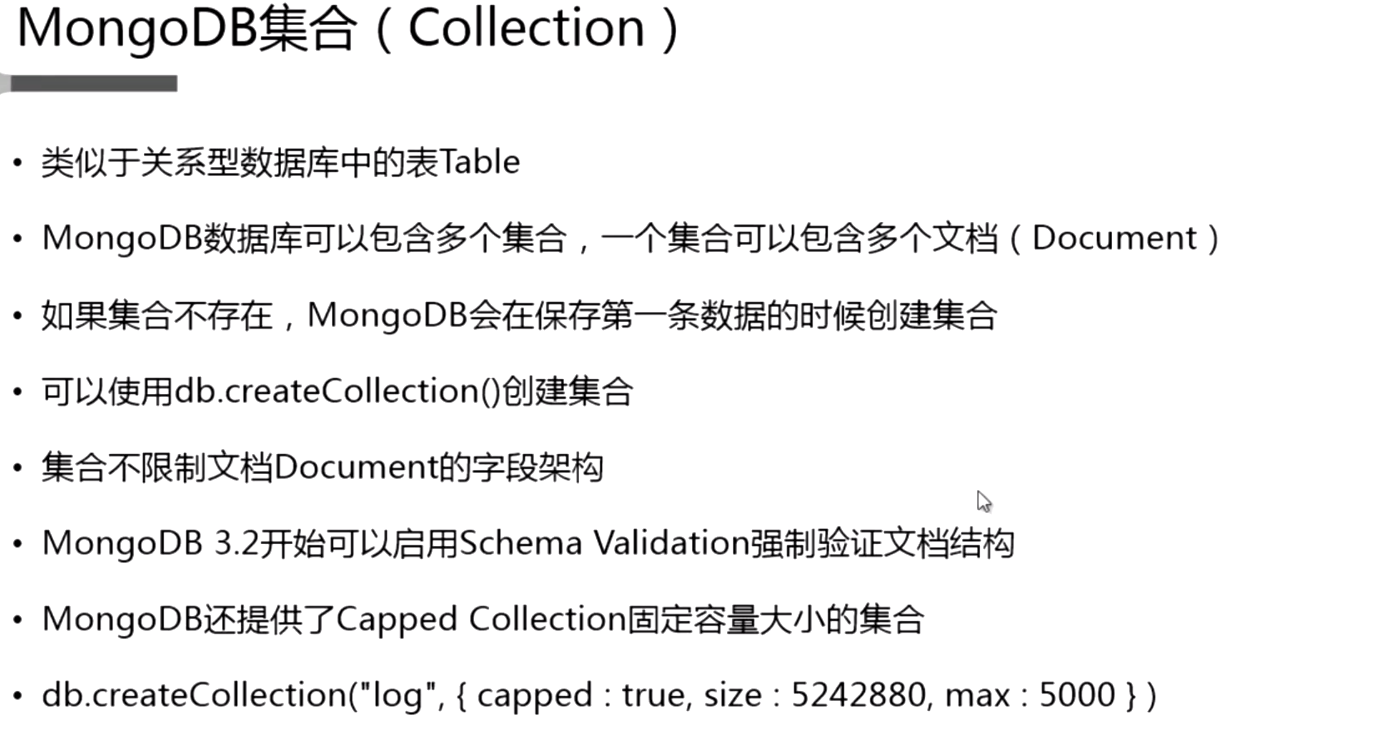 MongoDB集合（Collection）
• 类似于关系型数据库中的表Table
• MongoDB数据库可以包含多个集合，一个集合可以包含多个文档（Document）
• 如果集合不存在，MongoDB会在保存第一条数据的时候创建集合
• 可以使用db.createCollection()创建集合
• 集合不限制文档Document的字段架构
• MongoDB 3.2开始可以启用Schema Validation强制验证文档结构
• MongoDB还提供了Capped Collection固定容量大小的集合
• db.createCollection("log", { capped : true, size : 5242880, max : 5000 } )